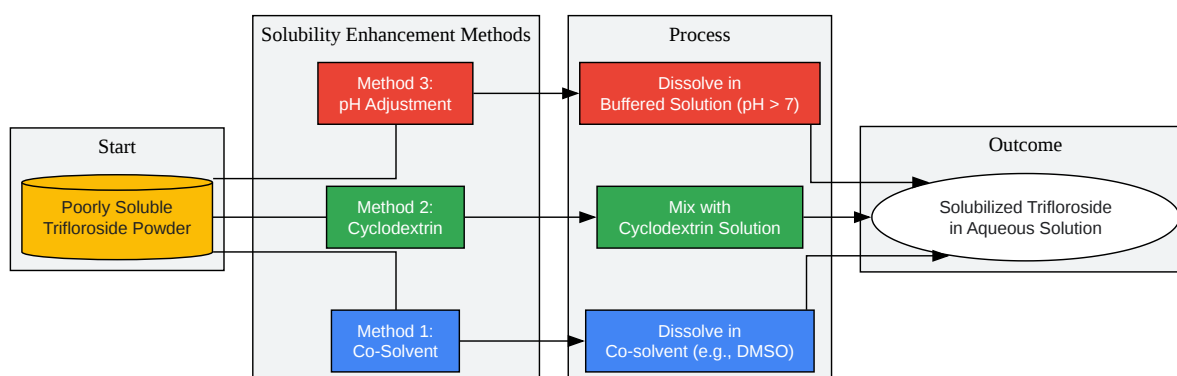 Solubility Enhancement Methods
Process
Method 3:
pH Adjustment
Dissolve in
Buffered Solution (pH > 7)
Start
Outcome
Poorly Soluble
Trifloroside Powder
Method 2:
Cyclodextrin
Mix with
Cyclodextrin Solution
Solubilized Trifloroside
in Aqueous Solution
Method 1:
Co-Solvent
Dissolve in
Co-solvent (e.g., DMSO)